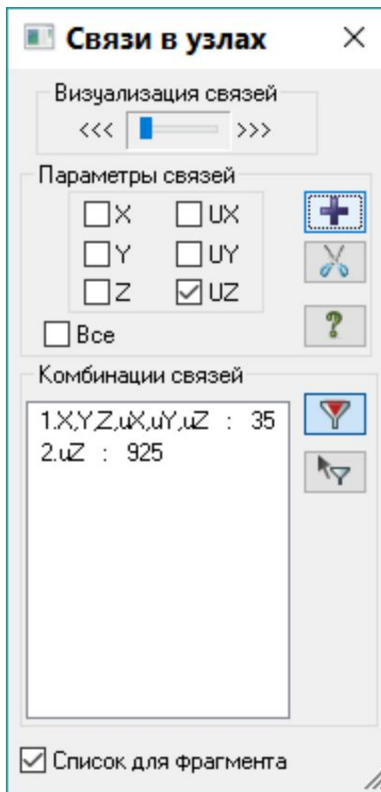 Связи в узлах
Визуализация связей
<<< >>>
Параметры связей
X UX
Y UY
Z UZ
Все
Комбинации связей
1.X,Y,Z,uX,uY,uZ : 35
2.uZ : 925
Список для фрагмента